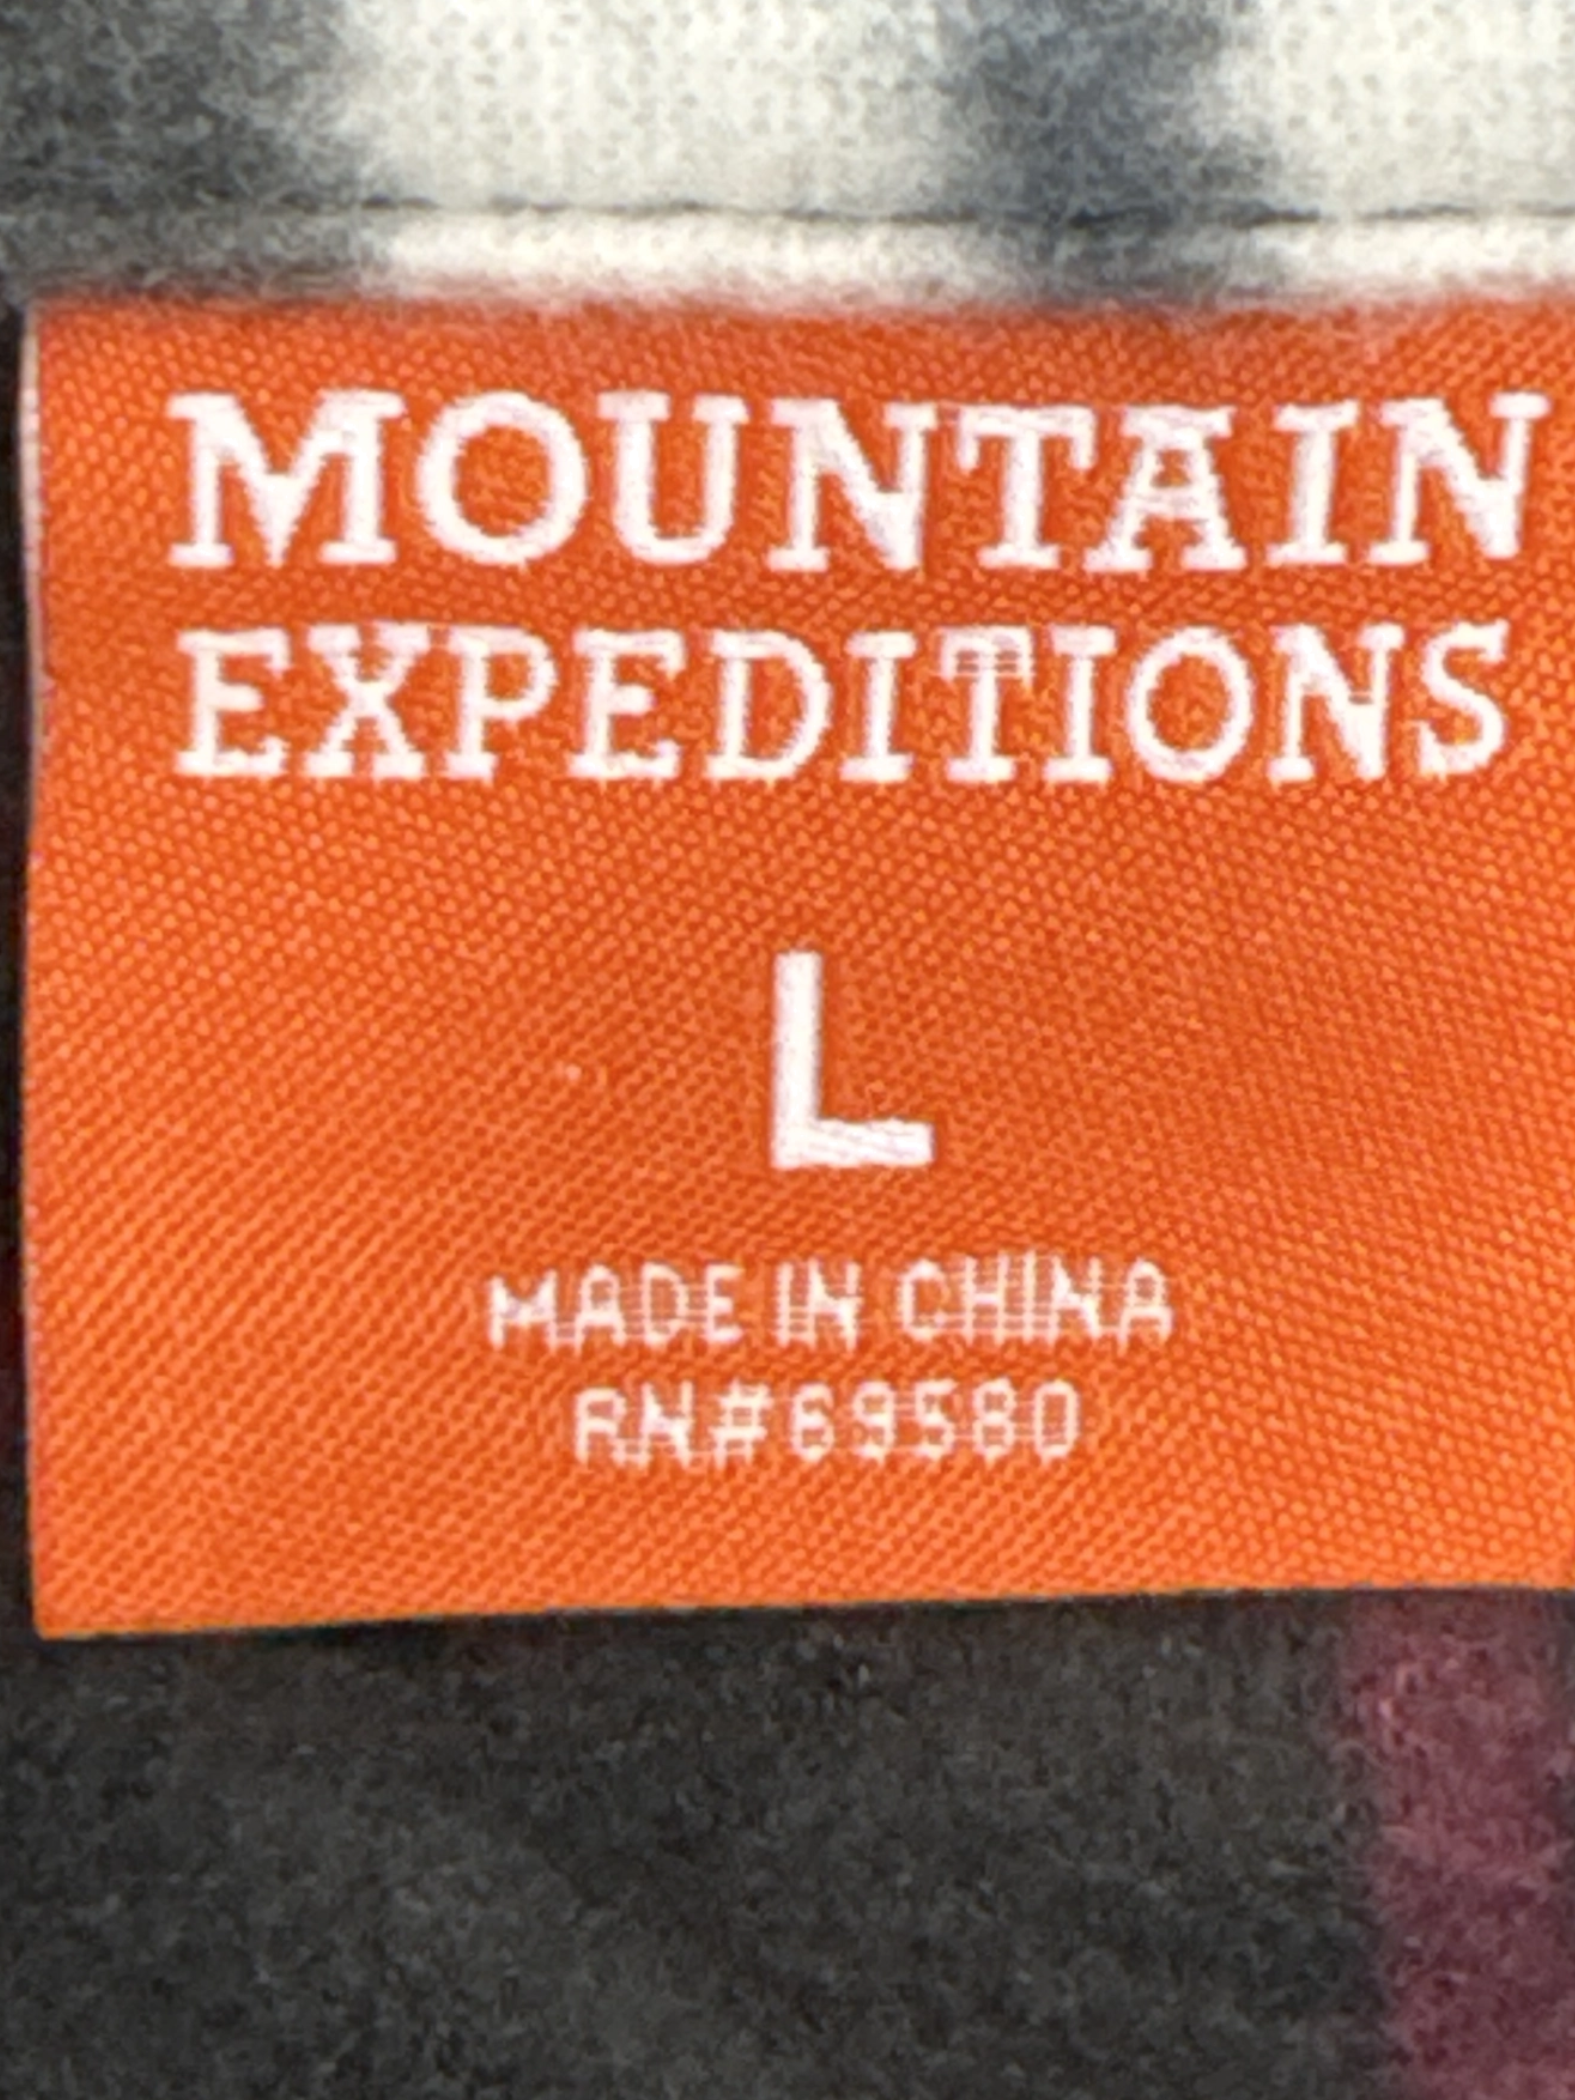 MOUNTAIN
EXPEDITIONS
L
MADE IN CHINA
RN#69580